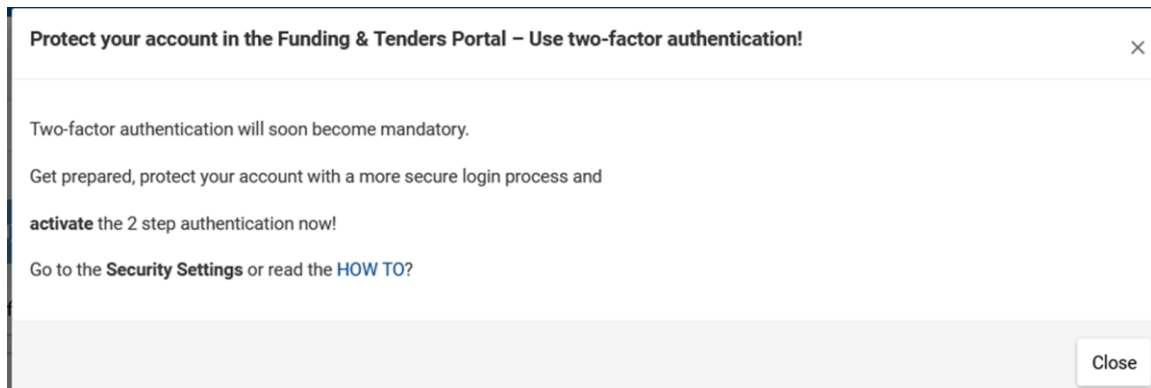 Protect your account in the Funding & Tenders Portal – Use two-factor authentication!
×
Two-factor authentication will soon become mandatory.
Get prepared, protect your account with a more secure login process and
activate the 2 step authentication now!
Go to the Security Settings or read the HOW TO?
Close